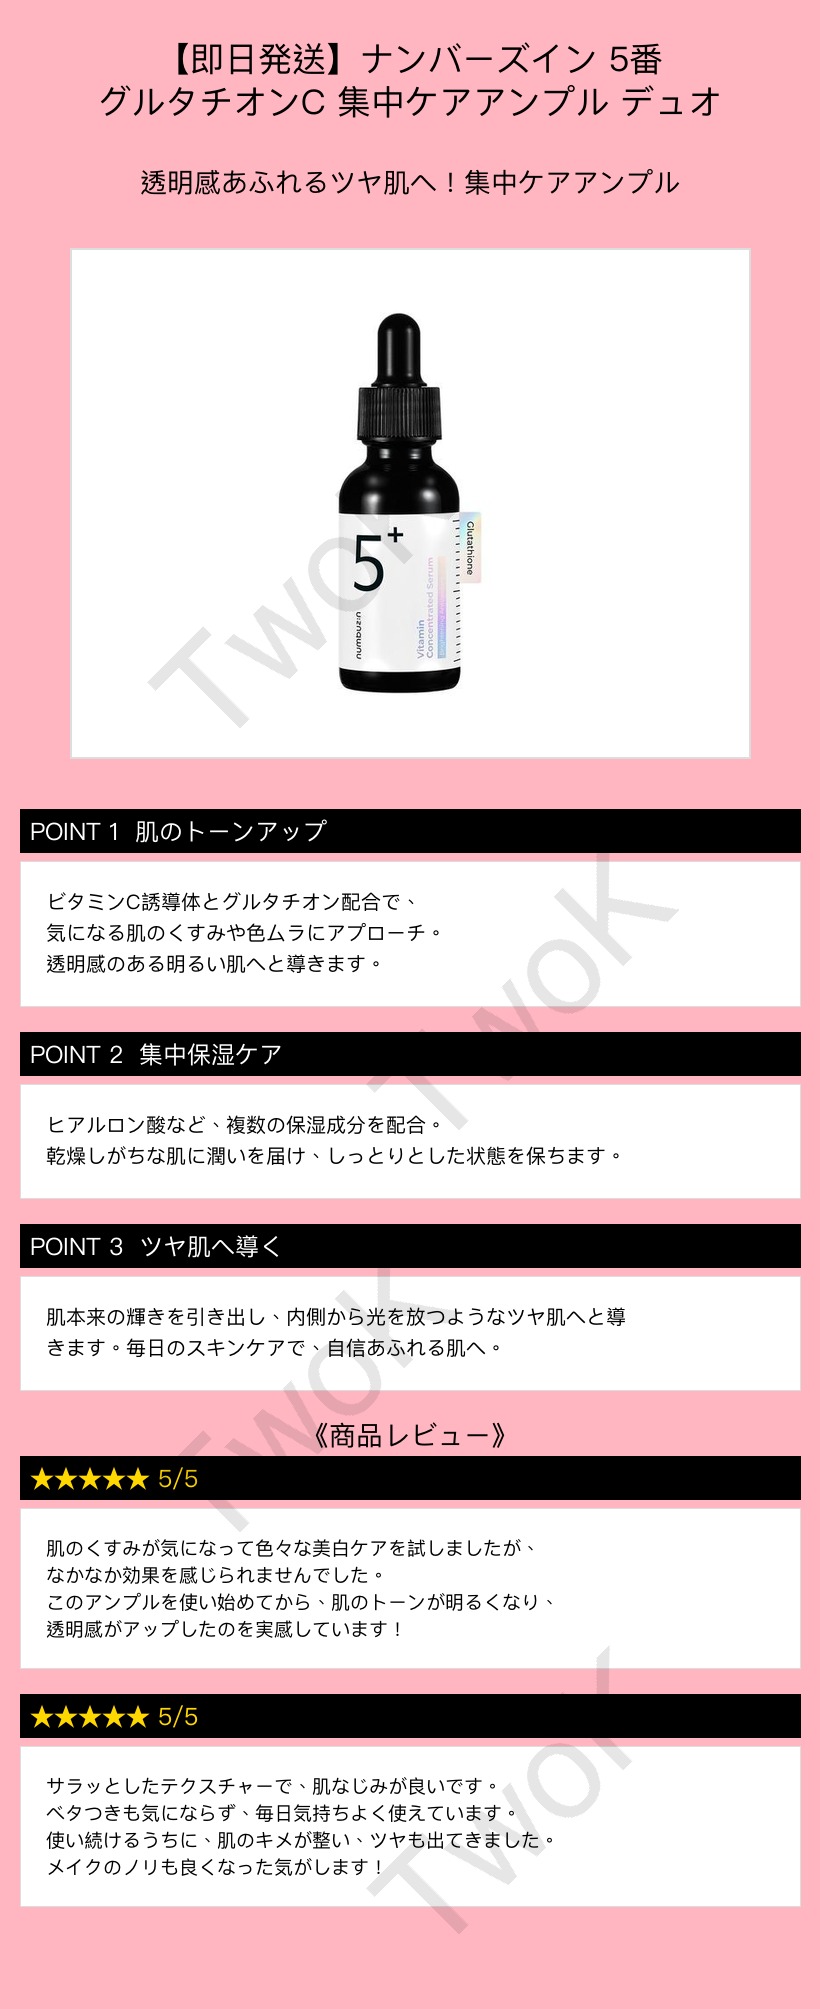 【即日発送】ナンバーズイン 5番
グルタチオンC 集中ケアアンプル デュオ
透明感あふれるツヤ肌へ！集中ケアアンプル
5+
numbuzin
Vitamin
Concentrated Serum
Glutathione
TwoK
POINT 1 肌のトーンアップ
ビタミンC誘導体とグルタチオン配合で、
気になる肌のくすみや色ムラにアプローチ。
透明感のある明るい肌へと導きます。
TwoK
POINT 2 集中保湿ケア
ヒアルロン酸など、複数の保湿成分を配合。
乾燥しがちな肌に潤いを届け、しっとりとした状態を保ちます。
POINT 3 ツヤ肌へ導く
肌本来の輝きを引き出し、内側から光を放つようなツヤ肌へと導
きます。毎日のスキンケアで、自信あふれる肌へ。
TwoK
《商品レビュー》
★★★★★ 5/5
肌のくすみが気になって色々な美白ケアを試しましたが、
なかなか効果を感じられませんでした。
このアンプルを使い始めてから、肌のトーンが明るくなり、
透明感がアップしたのを実感しています！
★★★★★ 5/5
サラッとしたテクスチャーで、肌なじみが良いです。
ベタつきも気にならず、毎日気持ちよく使えています。
使い続けるうちに、肌のキメが整い、ツヤも出てきました。
メイクのノリも良くなった気がします！
TwoK